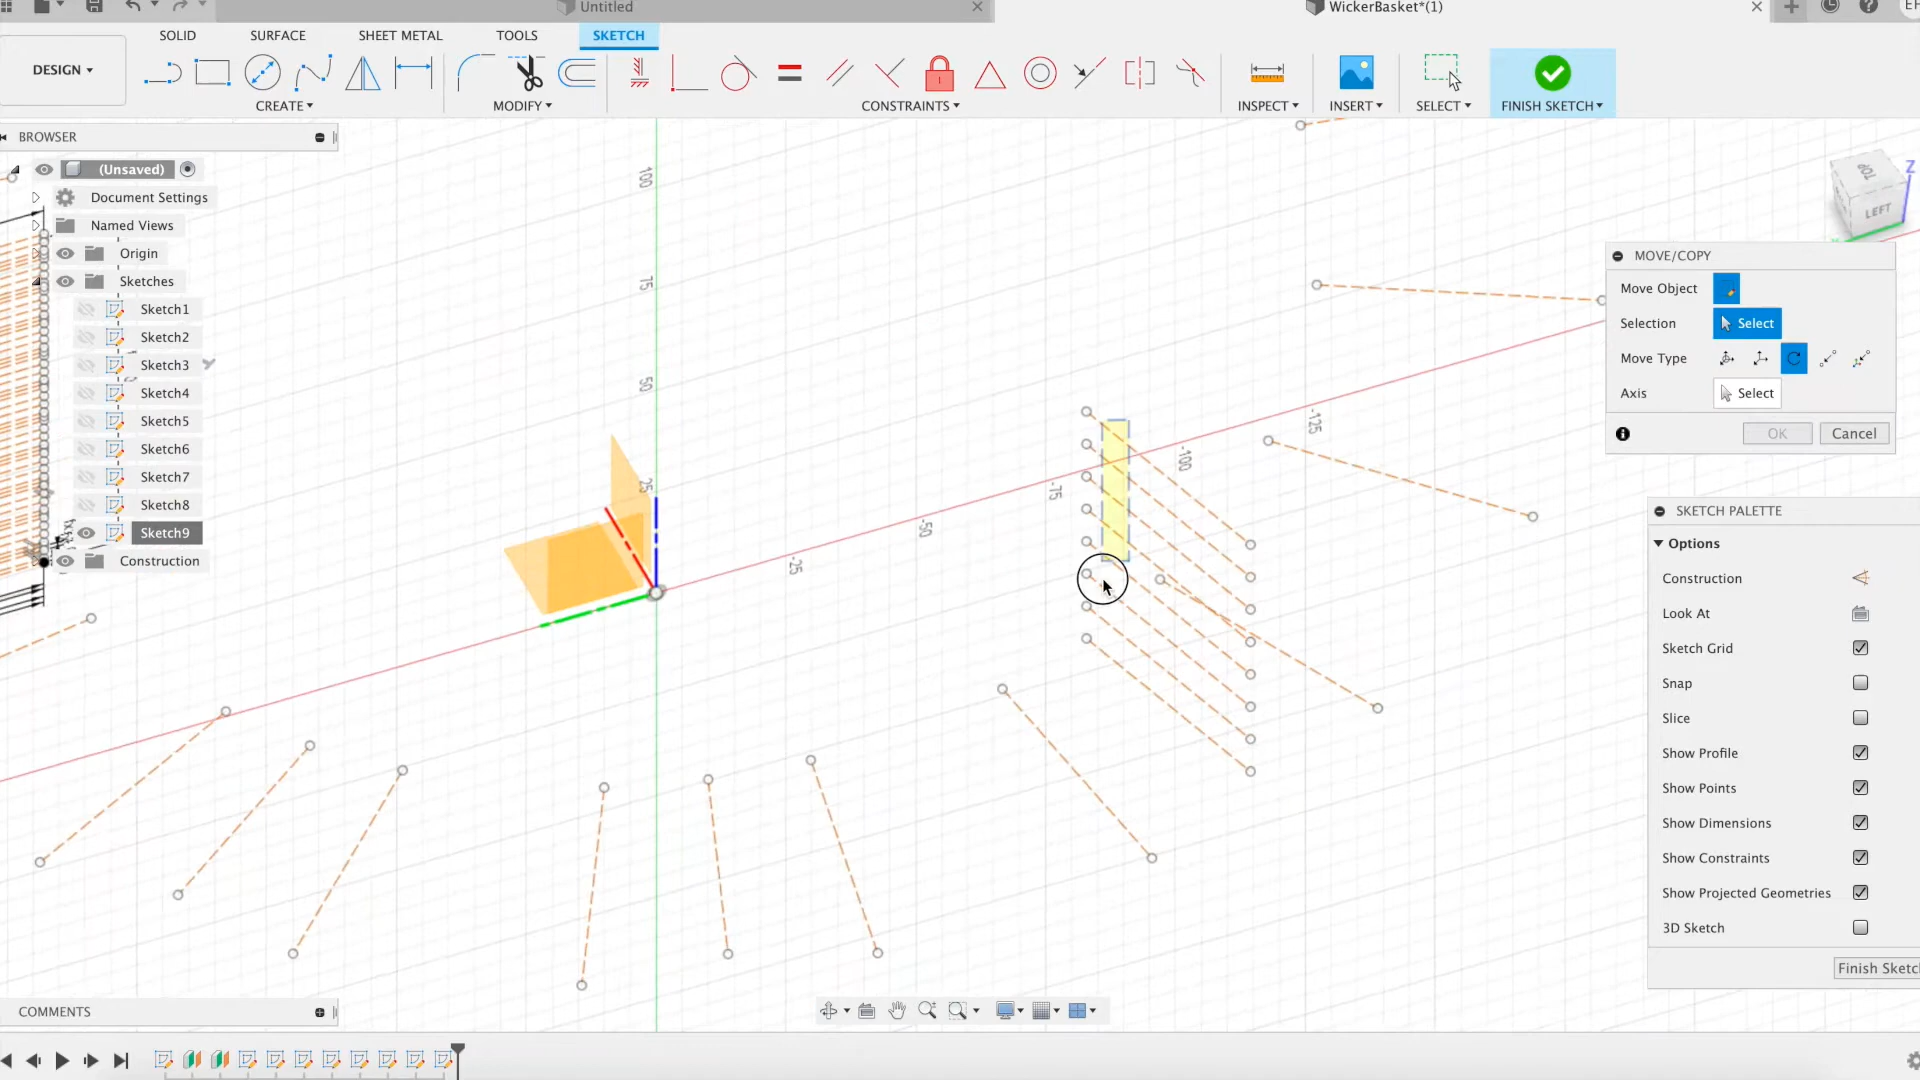 Untitled
WickerBasket*(1)
SOLID
SURFACE
SHEET METAL
TOOLS
SKETCH
DESIGN
CREATE
MODIFY
CONSTRAINTS
INSPECT
INSERT
SELECT
FINISH SKETCH
BROWSER
(Unsaved)
Document Settings
Named Views
Origin
Sketches
Sketch1
Sketch2
Sketch3
Sketch4
Sketch5
Sketch6
Sketch7
Sketch8
Sketch9
Construction
100
75
50
25
-25
-50
-75
-100
-125
TOP
LEFT
Z
MOVE/COPY
Move Object
Selection
Select
Move Type
Axis
Select
OK
Cancel
SKETCH PALETTE
Options
Construction
Look At
Sketch Grid
Snap
Slice
Show Profile
Show Points
Show Dimensions
Show Constraints
Show Projected Geometries
3D Sketch
Finish Sketc
COMMENTS